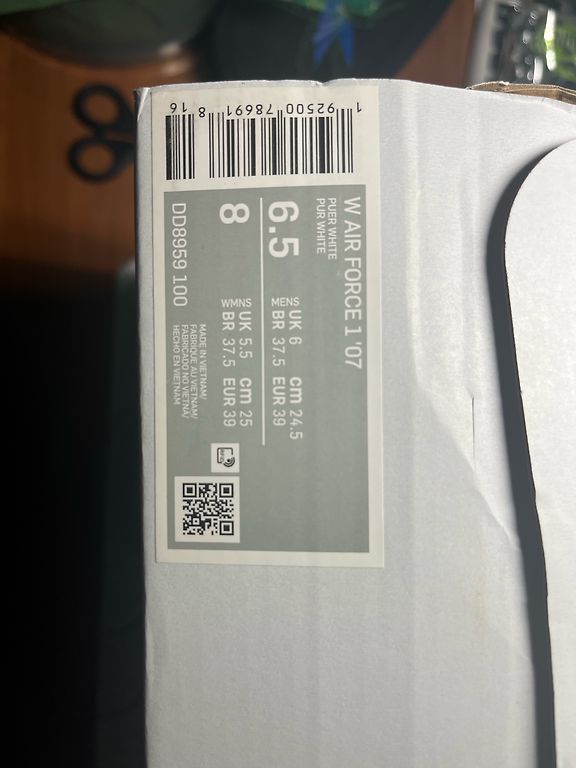 W AIR FORCE 1 '07
PUER WHITE
PUR WHITE
6.5
MENS UK 6 cm 24.5
BR 37.5 EUR 39
8
WMNS UK 5.5 cm 25
BR 37.5 EUR 39
MADE IN VIETNAM/
FABRIQUE AU VIETNAM/
FABRICADO NO VIETNÃ/
HECHO EN VIETNAM
DD8959 100
1 92500 78691 8 16